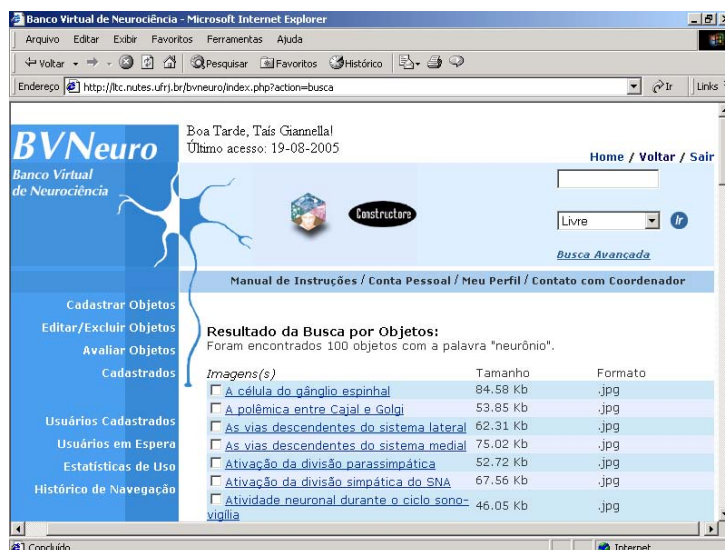 Banco Virtual de Neurociência - Microsoft Internet Explorer
Arquivo Editar Exibir Favoritos Ferramentas Ajuda
Voltar Pesquisar Favoritos Histórico
Endereço http://ltc.nutes.ufrj.br/bvneuro/index.php?action=busca Ir Links
BVNeuro
Banco Virtual
de Neurociência
Boa Tarde, Taís Giannella!
Último acesso: 19-08-2005
Home / Voltar / Sair
Constructore
Livre Ir
Busca Avançada
Manual de Instruções / Conta Pessoal / Meu Perfil / Contato com Coordenador
Cadastrar Objetos
Editar/Excluir Objetos
Avaliar Objetos
Cadastrados
Usuários Cadastrados
Usuários em Espera
Estatísticas de Uso
Histórico de Navegação
Resultado da Busca por Objetos:
Foram encontrados 100 objetos com a palavra "neurônio".
Imagens(s) Tamanho Formato
A célula do gânglio espinhal 84.58 Kb .jpg
A polêmica entre Cajal e Golgi 53.85 Kb .jpg
As vias descendentes do sistema lateral 62.31 Kb .jpg
As vias descendentes do sistema medial 75.02 Kb .jpg
Ativação da divisão parassimpática 52.72 Kb .jpg
Ativação da divisão simpática do SNA 67.56 Kb .jpg
Atividade neuronal durante o ciclo sono-
vigília 46.05 Kb .jpg
Concluído Internet